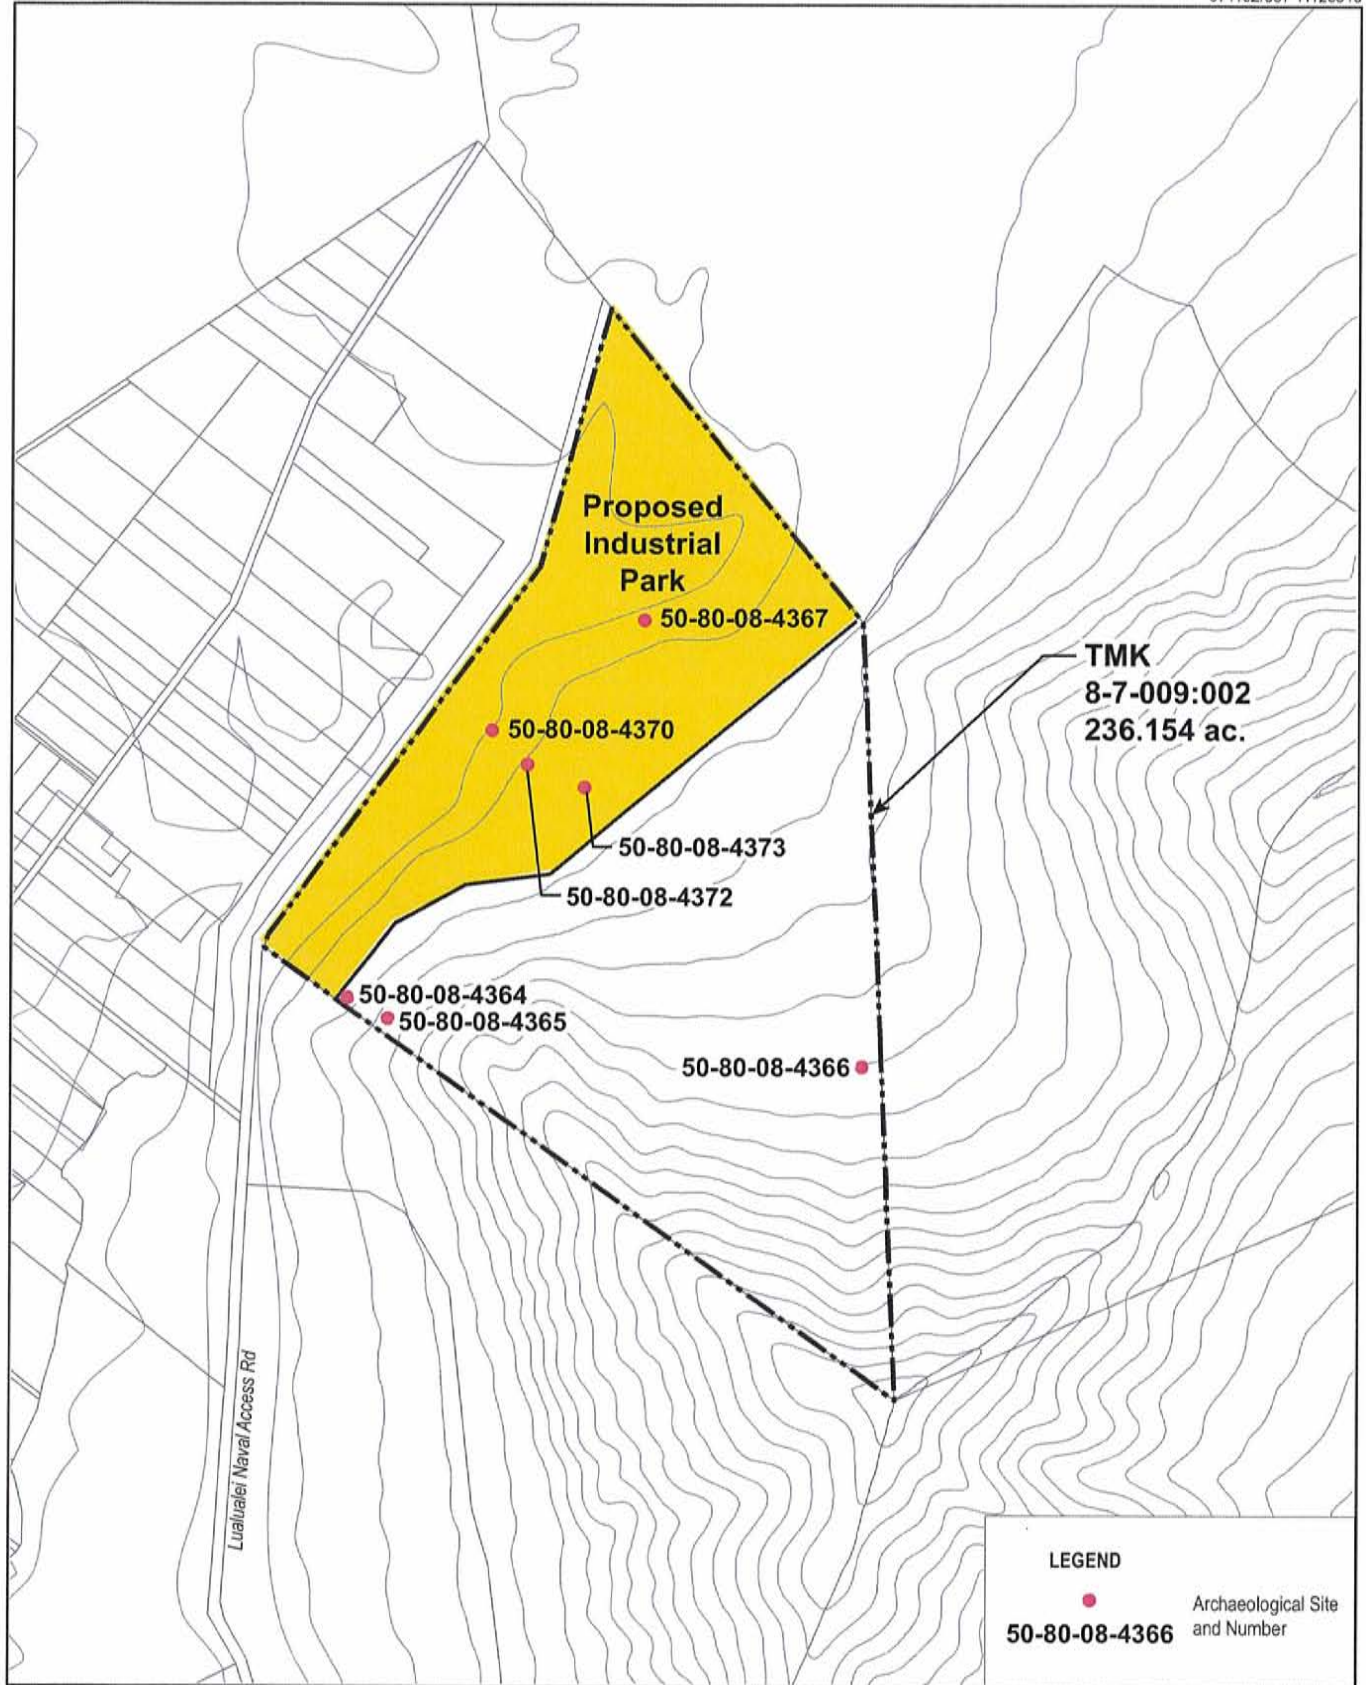 Proposed
Industrial
Park
50-80-08-4367
TMK
8-7-009:002
236.154 ac.
50-80-08-4370
50-80-08-4373
50-80-08-4372
50-80-08-4364
50-80-08-4365
50-80-08-4366
Lualualei Naval Access Rd
LEGEND
Archaeological Site
and Number
50-80-08-4366